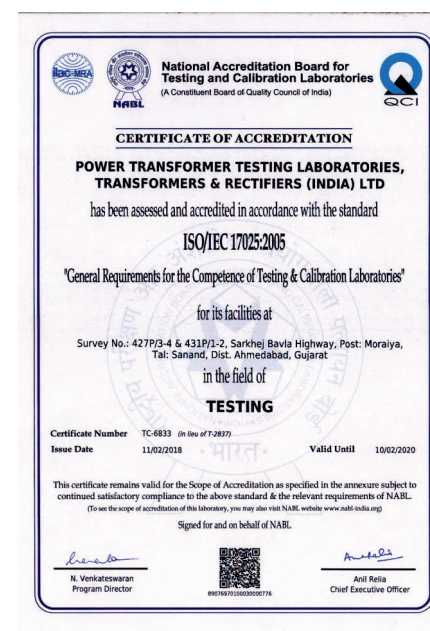 ilac-MRA
NABL
National Accreditation Board for
Testing and Calibration Laboratories
(A Constituent Board of Quality Council of India)
QCI
CERTIFICATE OF ACCREDITATION
POWER TRANSFORMER TESTING LABORATORIES,
TRANSFORMERS & RECTIFIERS (INDIA) LTD
has been assessed and accredited in accordance with the standard
ISO/IEC 17025:2005
"General Requirements for the Competence of Testing & Calibration Laboratories"
for its facilities at
Survey No.: 427P/3-4 & 431P/1-2, Sarkhej Bavla Highway, Post: Moraiya,
Tal: Sanand, Dist. Ahmedabad, Gujarat
in the field of
TESTING
Certificate Number TC-6833 (in lieu of T-2837)
Issue Date 11/02/2018 Valid Until 10/02/2020
भारत
This certificate remains valid for the Scope of Accreditation as specified in the annexure subject to
continued satisfactory compliance to the above standard & the relevant requirements of NABL.
(To see the scope of accreditation of this laboratory, you may also visit NABL website www.nabl-india.org)
Signed for and on behalf of NABL
N. Venkateswaran
Program Director
89076970100030000776
Anil Relia
Chief Executive Officer